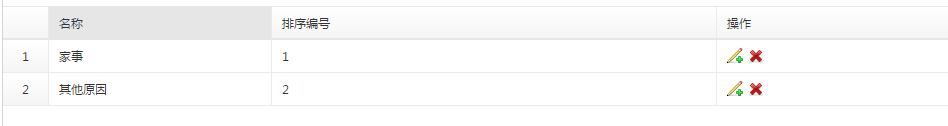 名称 排序编号 操作
1 家事 1
2 其他原因 2